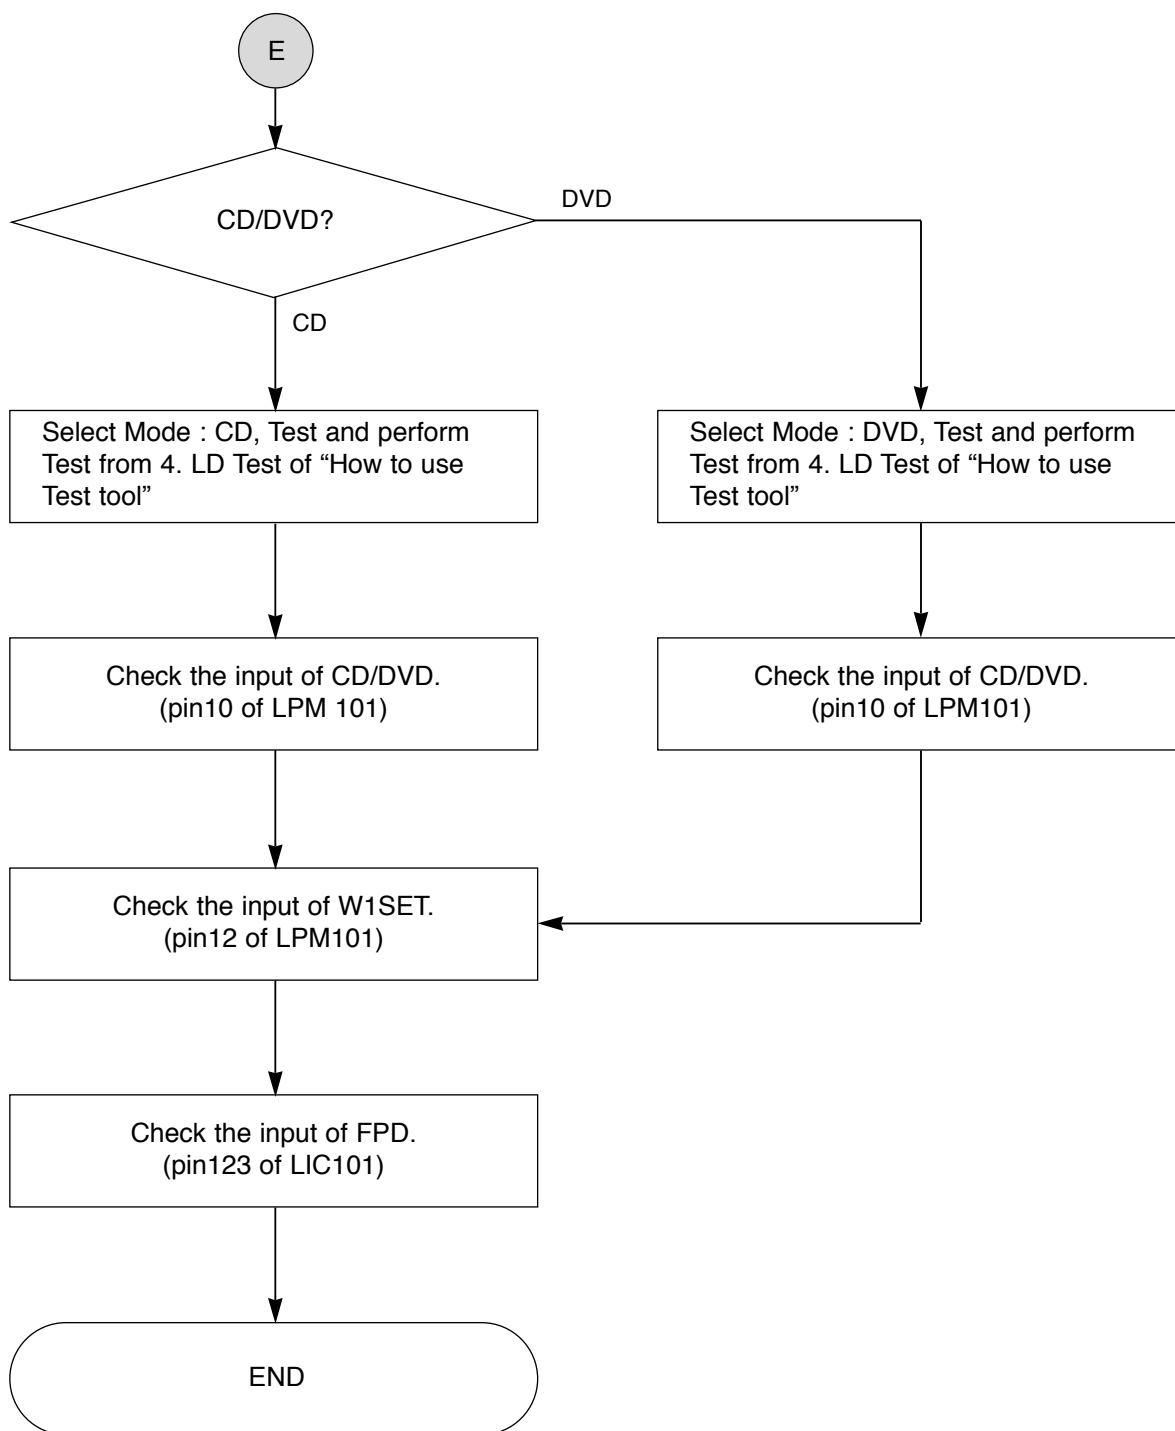 E
CD/DVD?
DVD
CD
Select Mode : CD, Test and perform
Test from 4. LD Test of “How to use
Test tool”
Select Mode : DVD, Test and perform
Test from 4. LD Test of “How to use
Test tool”
Check the input of CD/DVD.
(pin10 of LPM 101)
Check the input of CD/DVD.
(pin10 of LPM101)
Check the input of W1SET.
(pin12 of LPM101)
Check the input of FPD.
(pin123 of LIC101)
END